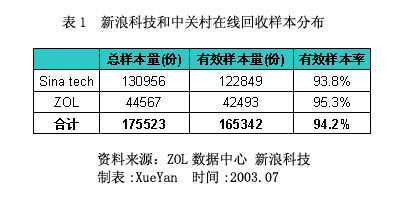 表1 新浪科技和中关村在线回收样本分布
总样本量(份) 有效样本量(份) 有效样本率
Sina tech 130956 122849 93.8%
ZOL 44567 42493 95.3%
合计 175523 165342 94.2%
资料来源：ZOL数据中心 新浪科技
制表:XueYan 时间:2003.07